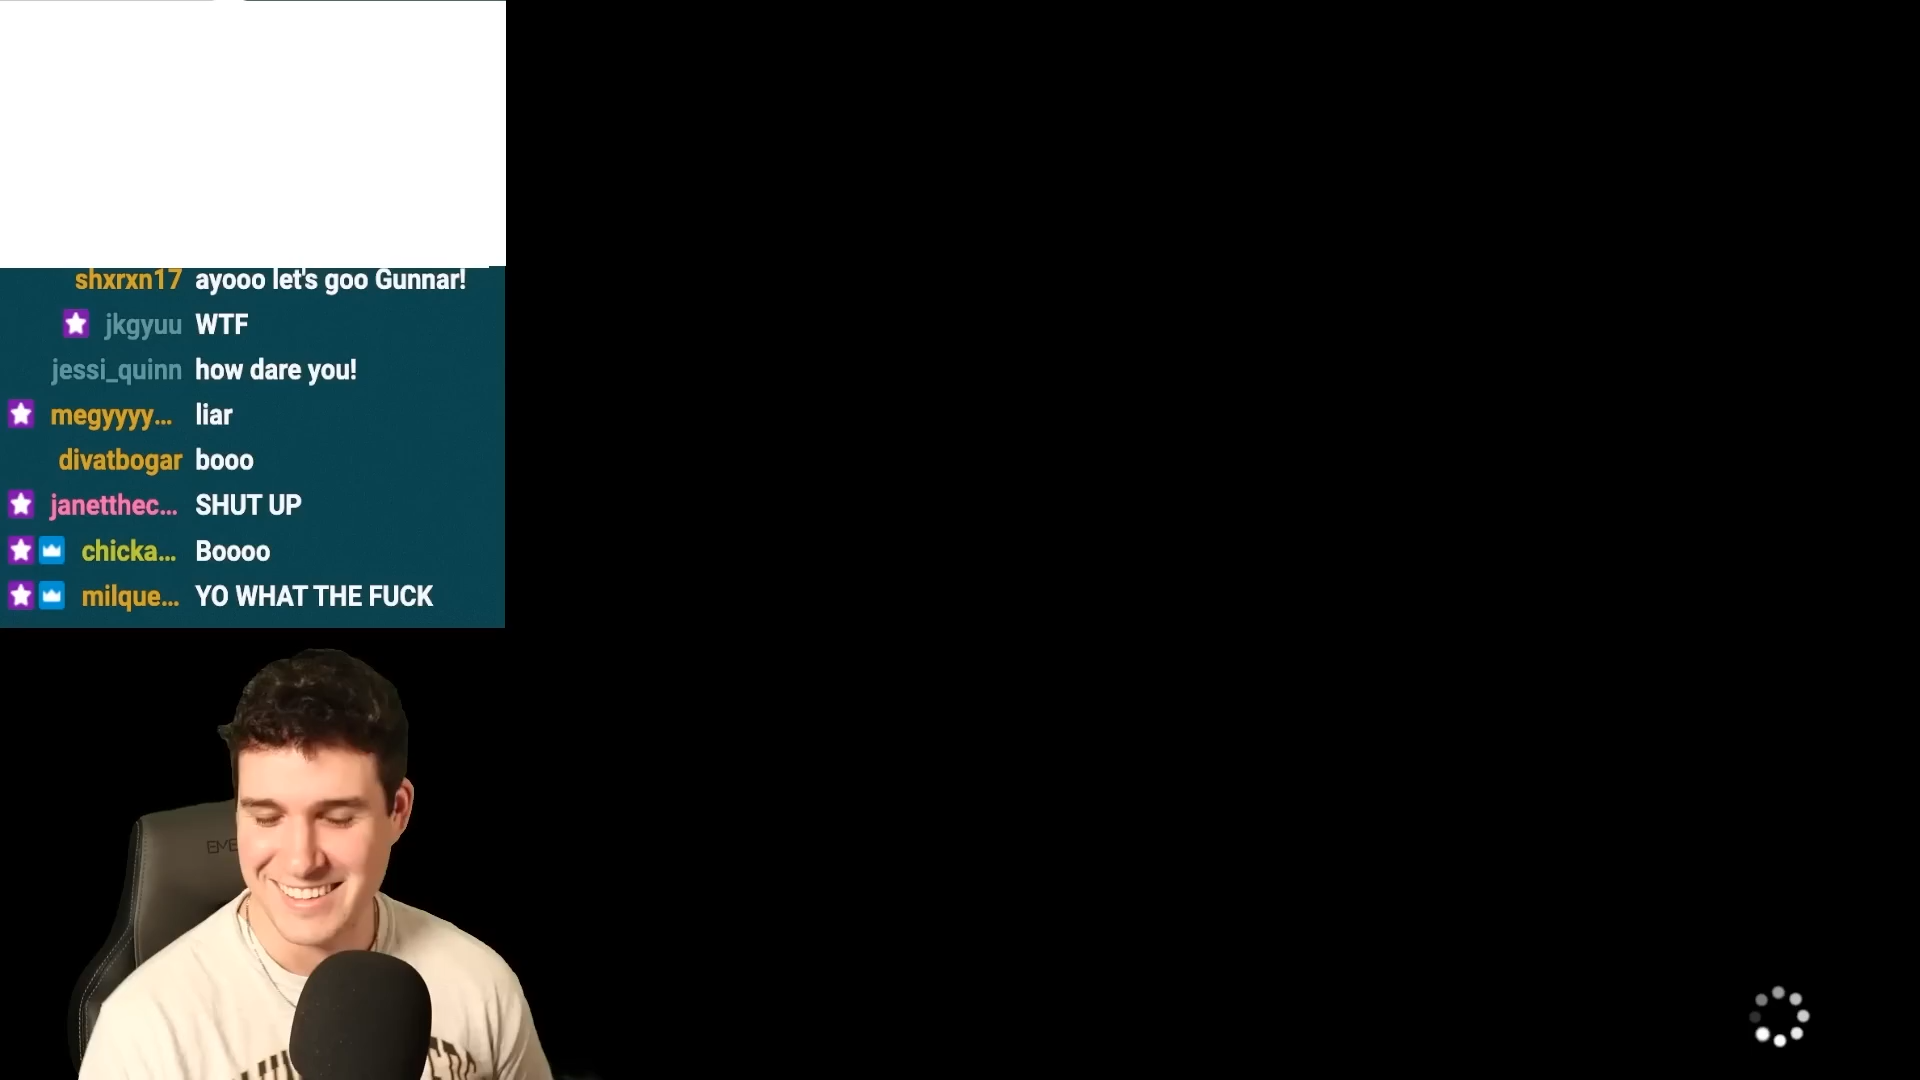 shxrxn17 ayooo let's goo Gunnar!
jkgyuu WTF
jessi_quinn how dare you!
megyyyy... liar
divatbogar booo
janetthec... SHUT UP
chicka... Boooo
milque... YO WHAT THE FUCK
EME